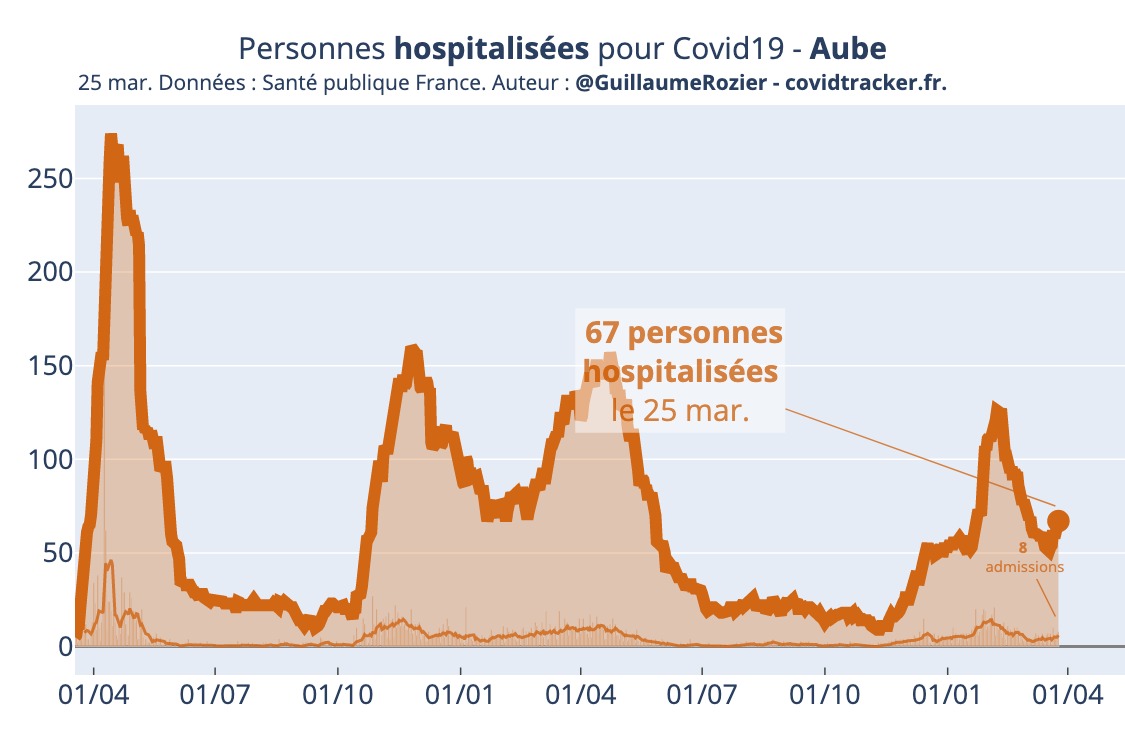 Personnes hospitalisées pour Covid19 - Aube
25 mar. Données : Santé publique France. Auteur : @GuillaumeRozier - covidtracker.fr.
250
200
150
100
50
0
67 personnes
hospitalisées
le 25 mar.
8
admissions
01/04 01/07 01/10 01/01 01/04 01/07 01/10 01/01 01/04